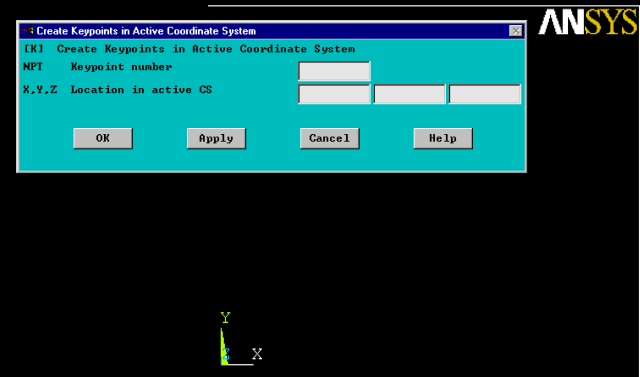 Create Keypoints in Active Coordinate System
ANSYS
[K] Create Keypoints in Active Coordinate System
NPT Keypoint number
X,Y,Z Location in active CS
OK Apply Cancel Help
Y
Z X